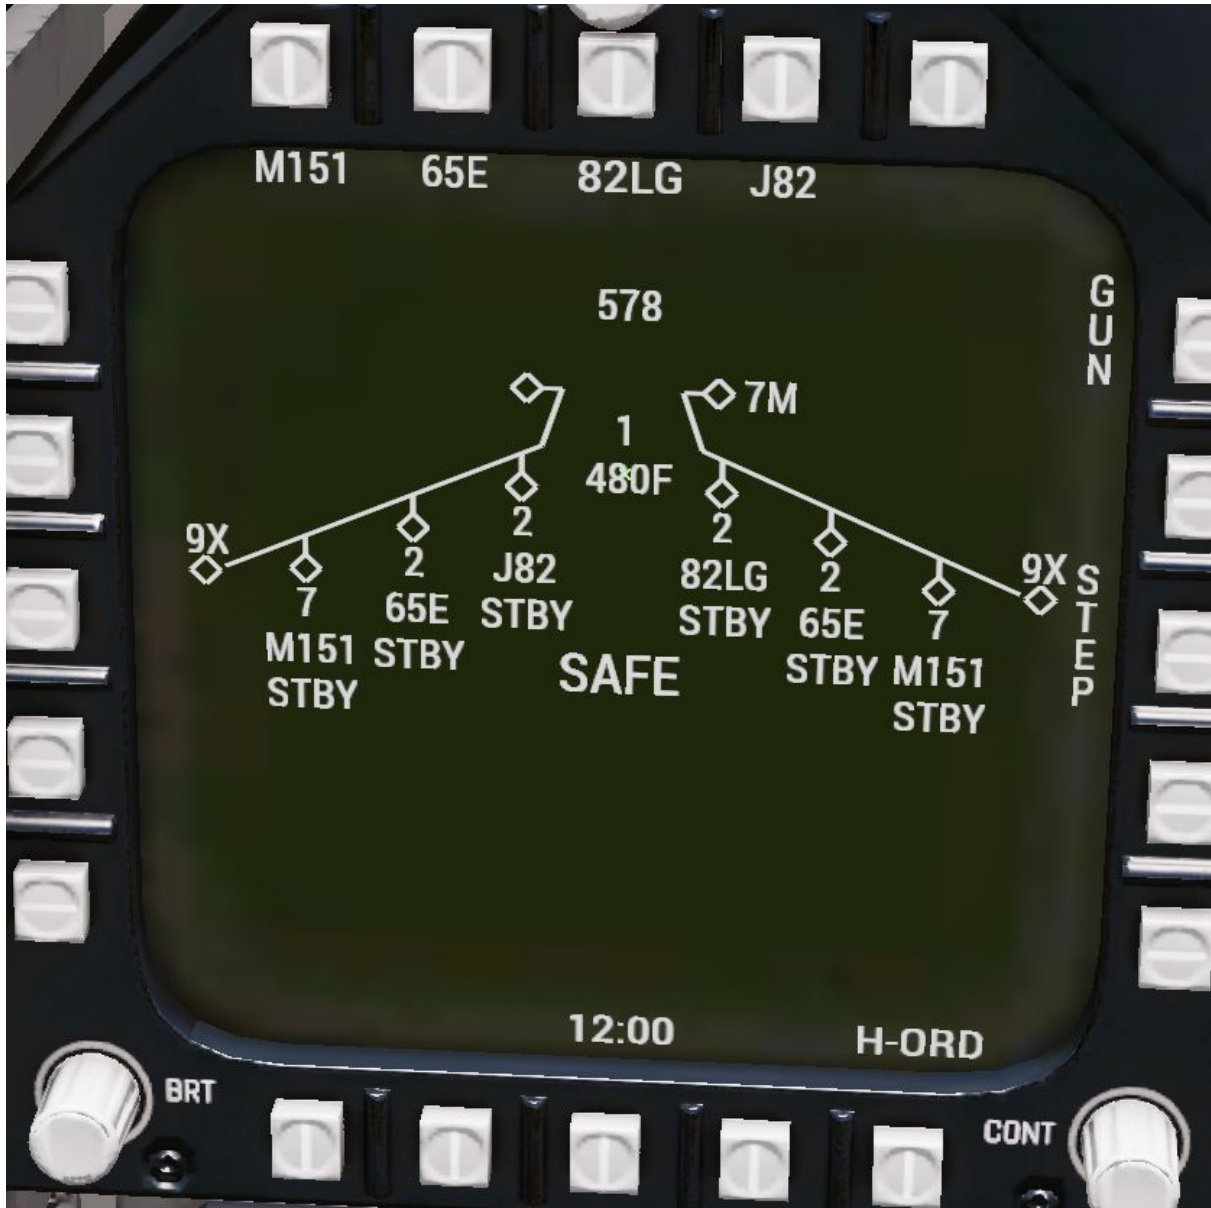 M151
65E
82LG
J82
578
GUN
7M
1
480F
9X
7
M151
STBY
2
65E
STBY
2
J82
STBY
2
82LG
STBY
2
65E
STBY
7
M151
STBY
9X
STEP
SAFE
12:00
H-ORD
BRT
CONT